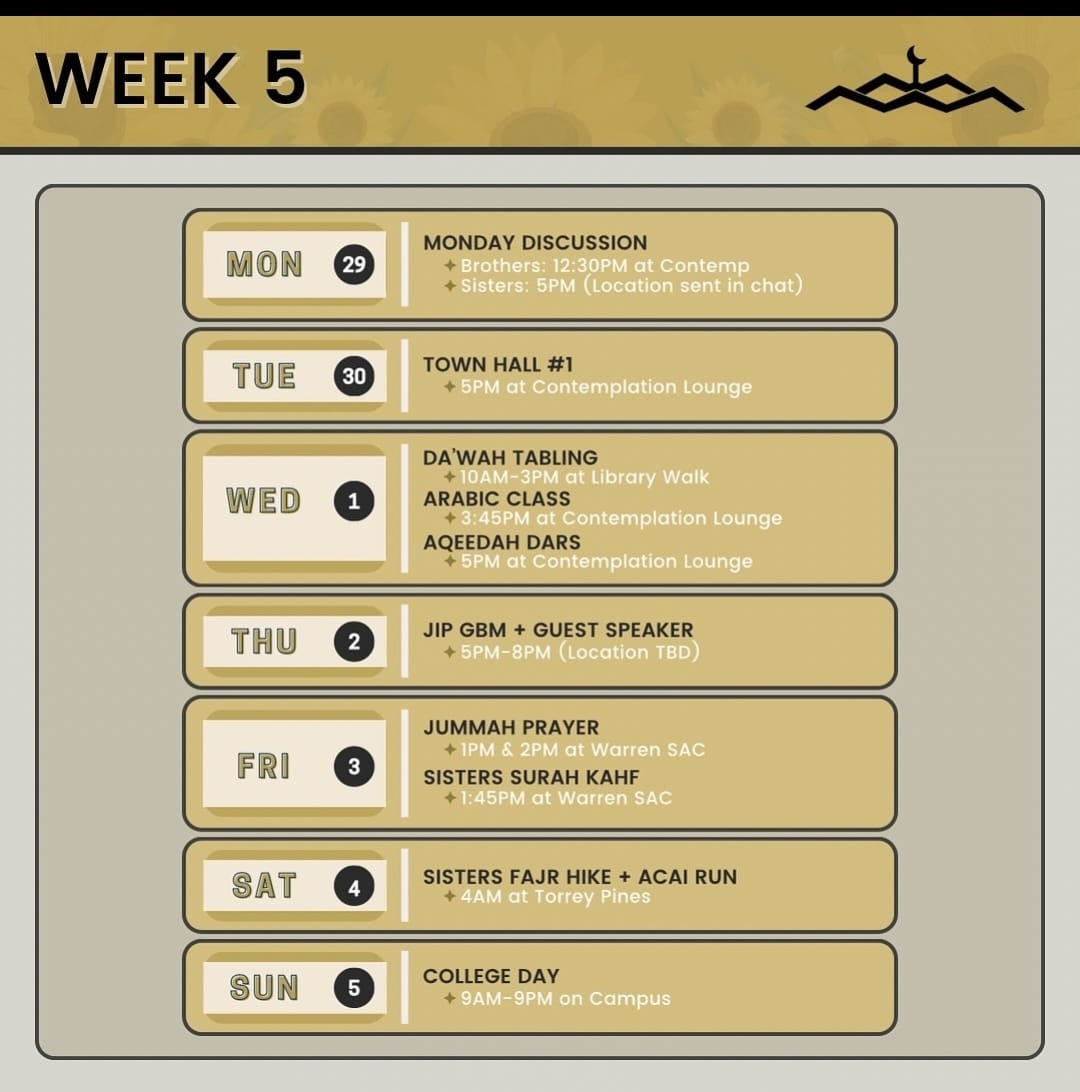 WEEK 5
MON 29
MONDAY DISCUSSION
✦ Brothers: 12:30PM at Contemp
✦ Sisters: 5PM (Location sent in chat)
TUE 30
TOWN HALL #1
✦ 5PM at Contemplation Lounge
WED 1
DA'WAH TABLING
✦ 10AM-3PM at Library Walk
ARABIC CLASS
✦ 3:45PM at Contemplation Lounge
AQEEDAH DARS
✦ 5PM at Contemplation Lounge
THU 2
JIP GBM + GUEST SPEAKER
✦ 5PM-8PM (Location TBD)
FRI 3
JUMMAH PRAYER
✦ 1PM & 2PM at Warren SAC
SISTERS SURAH KAHF
✦ 1:45PM at Warren SAC
SAT 4
SISTERS FAJR HIKE + ACAI RUN
✦ 4AM at Torrey Pines
SUN 5
COLLEGE DAY
✦ 9AM-9PM on Campus